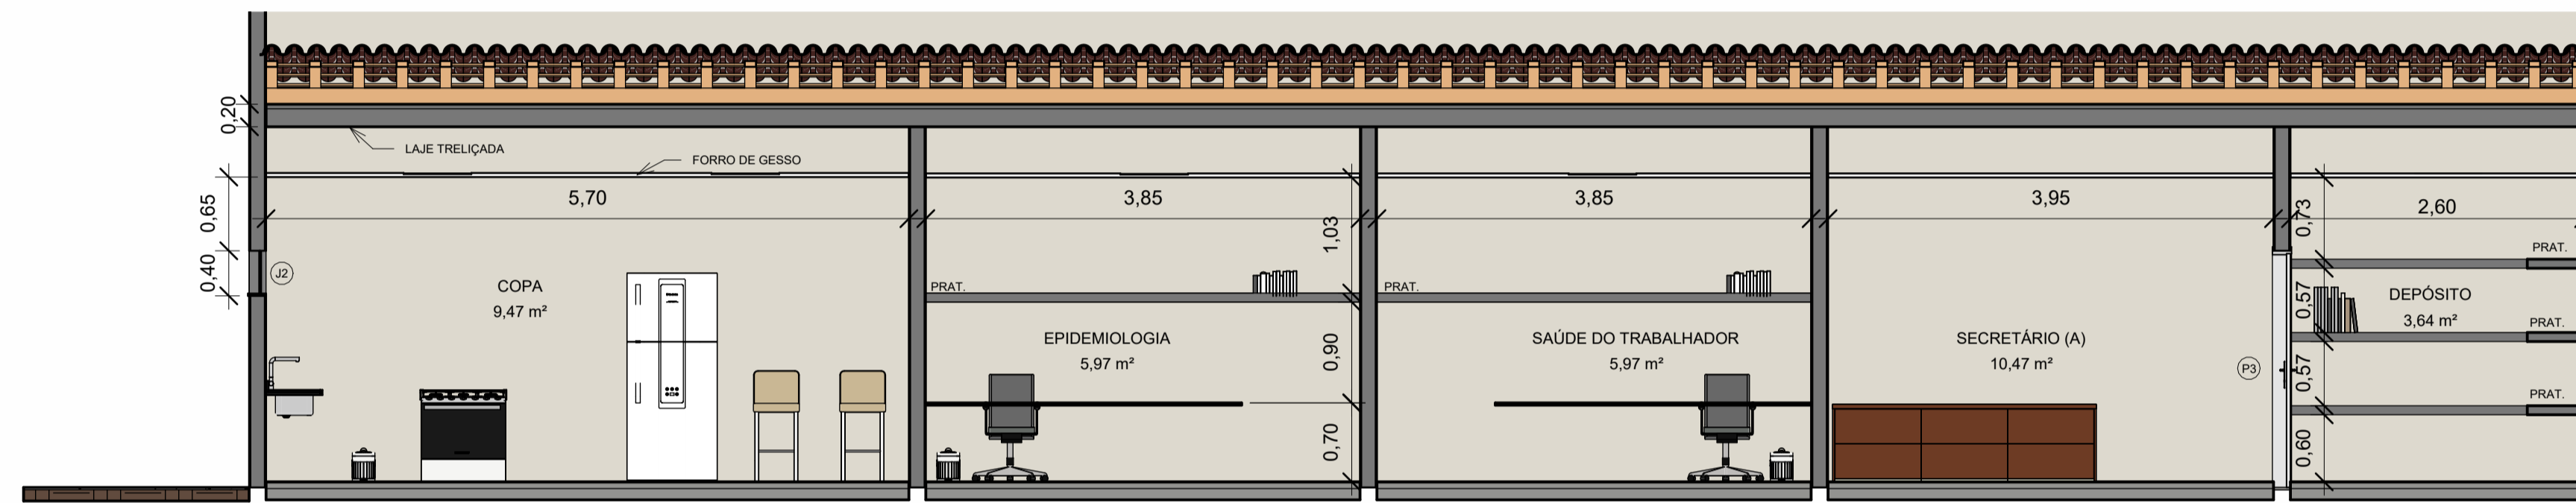 0,20
LAJE TRELIÇADA
FORRO DE GESSO
0,65
5,70
3,85
3,85
3,95
2,60
1,03
0,73
0,40
J2
COPA
9,47 m²
PRAT.
PRAT.
PRAT.
0,57
DEPÓSITO
3,64 m²
PRAT.
EPIDEMIOLOGIA
5,97 m²
0,90
SAÚDE DO TRABALHADOR
5,97 m²
SECRETÁRIO (A)
10,47 m²
P3
0,57
PRAT.
0,70
0,60